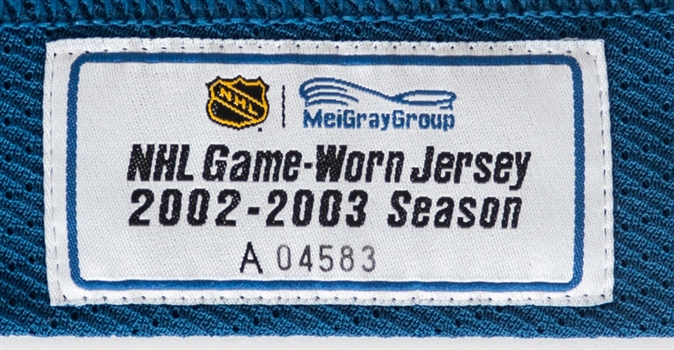 NHL
MeiGrayGroup
NHL Game-Worn Jersey
2002-2003 Season
A 04583